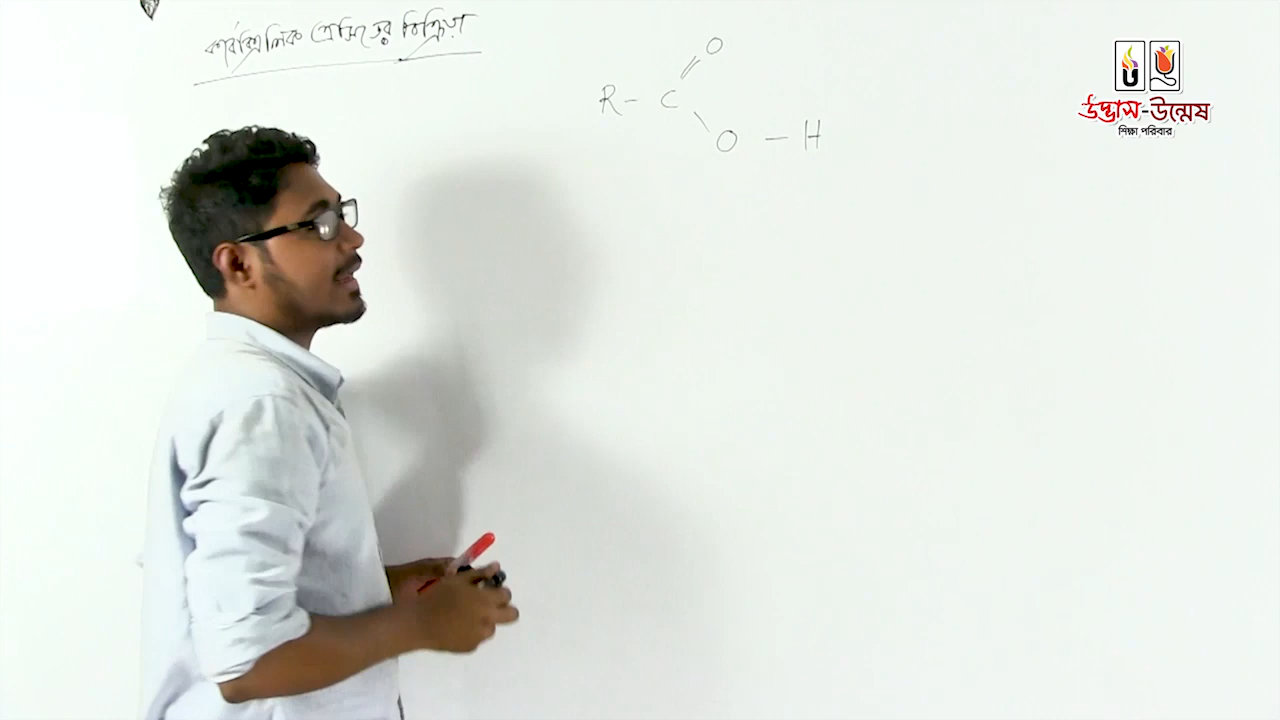 কার্বক্সিলিক এসিডের বিক্রিয়া
O
R - C
O - H
U
উদ্ভাস-উন্মেষ
শিক্ষা পরিবার